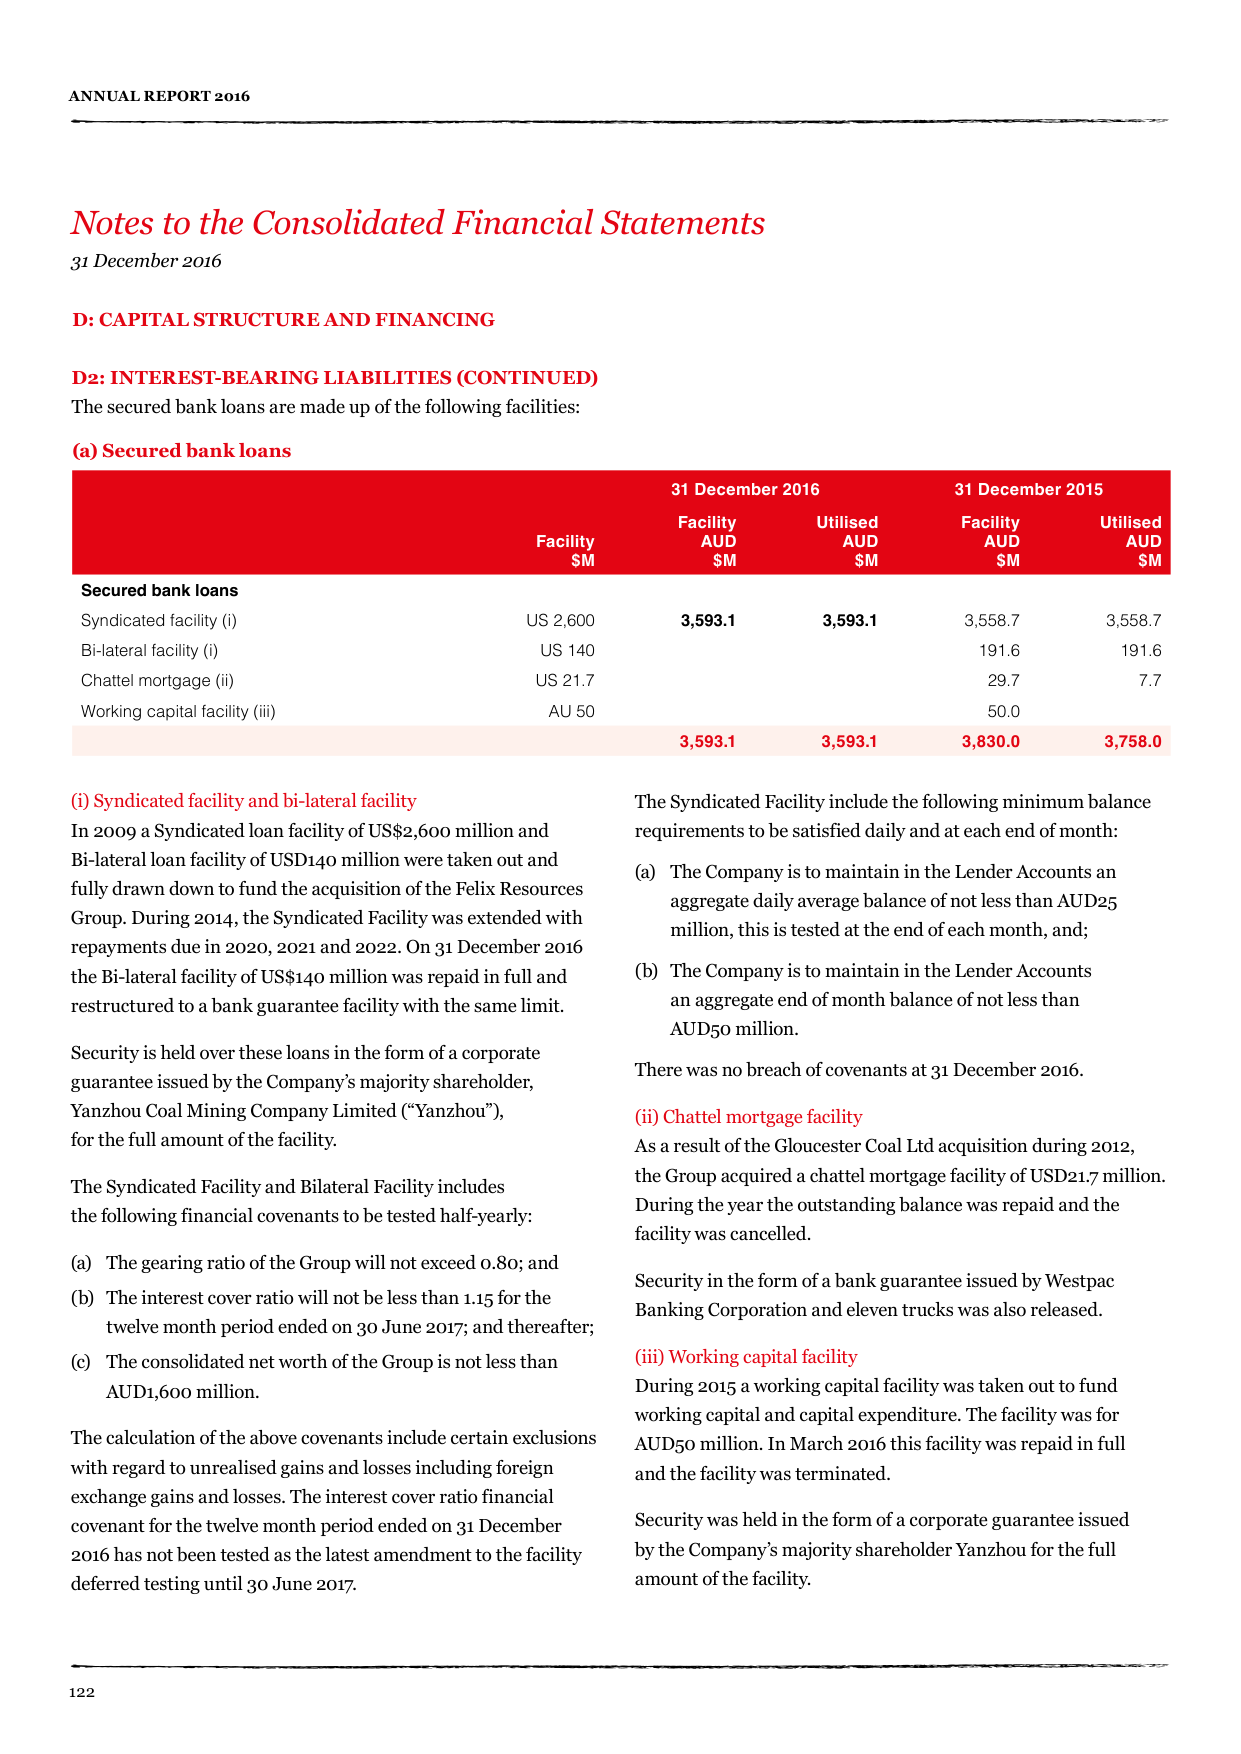 ANNUAL REPORT 2016
Notes to the Consolidated Financial Statements
31 December 2016
D: CAPITAL STRUCTURE AND FINANCING
D2: INTEREST-BEARING LIABILITIES (CONTINUED)
The secured bank loans are made up of the following facilities:
(a) Secured bank loans
31 December 2016 31 December 2015
Facility Utilised Facility Utilised
Facility AUD AUD AUD AUD
$M $M $M $M $M
Secured bank loans
Syndicated facility (i) US 2,600 3,593.1 3,593.1 3,558.7 3,558.7
Bi-lateral facility (i) US 140 191.6 191.6
Chattel mortgage (ii) US 21.7 29.7 7.7
Working capital facility (iii) AU 50 50.0
3,593.1 3,593.1 3,830.0 3,758.0
(i) Syndicated facility and bi-lateral facility
In 2009 a Syndicated loan facility of US$2,600 million and
Bi-lateral loan facility of USD140 million were taken out and
fully drawn down to fund the acquisition of the Felix Resources
Group. During 2014, the Syndicated Facility was extended with
repayments due in 2020, 2021 and 2022. On 31 December 2016
the Bi-lateral facility of US$140 million was repaid in full and
restructured to a bank guarantee facility with the same limit.
Security is held over these loans in the form of a corporate
guarantee issued by the Company's majority shareholder,
Yanzhou Coal Mining Company Limited ("Yanzhou"),
for the full amount of the facility.
The Syndicated Facility and Bilateral Facility includes
the following financial covenants to be tested half-yearly:
(a) The gearing ratio of the Group will not exceed 0.80; and
(b) The interest cover ratio will not be less than 1.15 for the
twelve month period ended on 30 June 2017; and thereafter;
(c) The consolidated net worth of the Group is not less than
AUD1,600 million.
The calculation of the above covenants include certain exclusions
with regard to unrealised gains and losses including foreign
exchange gains and losses. The interest cover ratio financial
covenant for the twelve month period ended on 31 December
2016 has not been tested as the latest amendment to the facility
deferred testing until 30 June 2017.
The Syndicated Facility include the following minimum balance
requirements to be satisfied daily and at each end of month:
(a) The Company is to maintain in the Lender Accounts an
aggregate daily average balance of not less than AUD25
million, this is tested at the end of each month, and;
(b) The Company is to maintain in the Lender Accounts
an aggregate end of month balance of not less than
AUD50 million.
There was no breach of covenants at 31 December 2016.
(ii) Chattel mortgage facility
As a result of the Gloucester Coal Ltd acquisition during 2012,
the Group acquired a chattel mortgage facility of USD21.7 million.
During the year the outstanding balance was repaid and the
facility was cancelled.
Security in the form of a bank guarantee issued by Westpac
Banking Corporation and eleven trucks was also released.
(iii) Working capital facility
During 2015 a working capital facility was taken out to fund
working capital and capital expenditure. The facility was for
AUD50 million. In March 2016 this facility was repaid in full
and the facility was terminated.
Security was held in the form of a corporate guarantee issued
by the Company's majority shareholder Yanzhou for the full
amount of the facility.
122